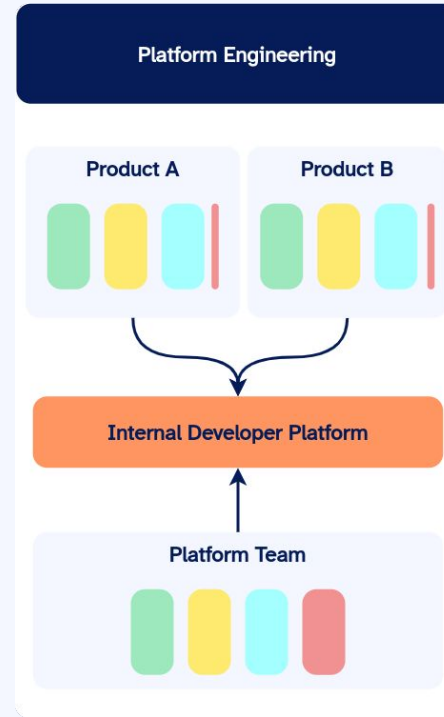 Platform Engineering
Product A
Product B
Internal Developer Platform
Platform Team